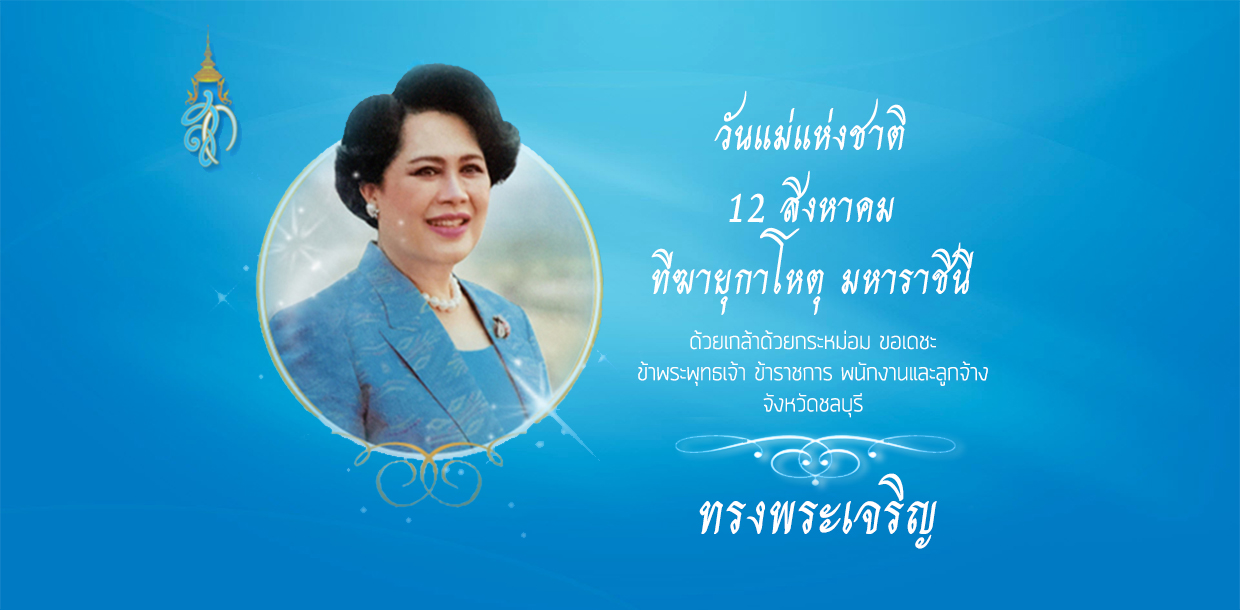 วันแม่แห่งชาติ
12 สิงหาคม
ทีฆายุกาโหตุ มหาราชินี
ด้วยเกล้าด้วยกระหม่อม ขอเดชะ
ข้าพระพุทธเจ้า ข้าราชการ พนักงานและลูกจ้าง
จังหวัดชลบุรี
ทรงพระเจริญ